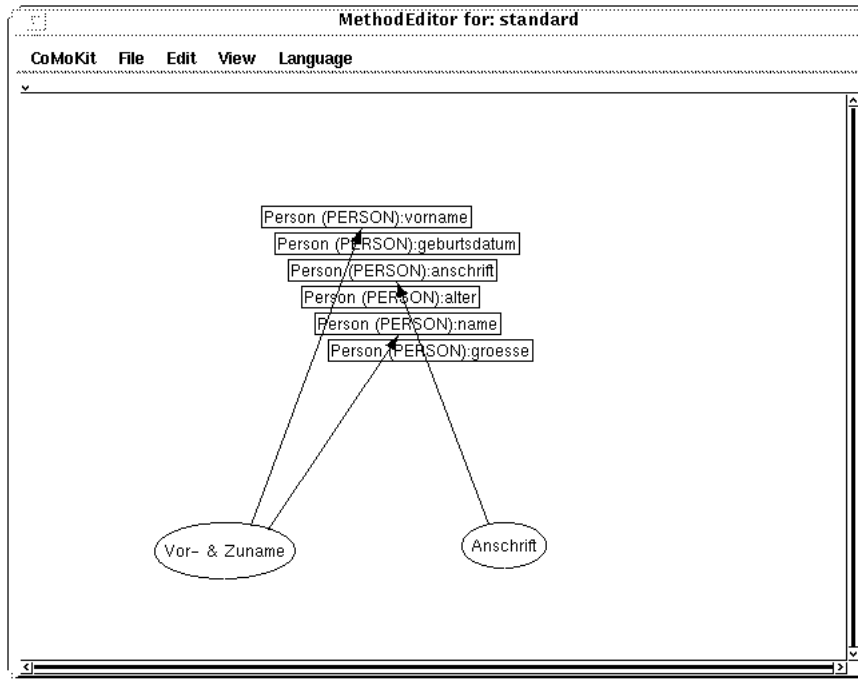 MethodEditor for: standard
CoMoKit File Edit View Language
Person (PERSON):vorname
Person (PERSON):geburtsdatum
Person (PERSON):anschrift
Person (PERSON):alter
Person (PERSON):name
Person (PERSON):groesse
Vor- & Zuname
Anschrift